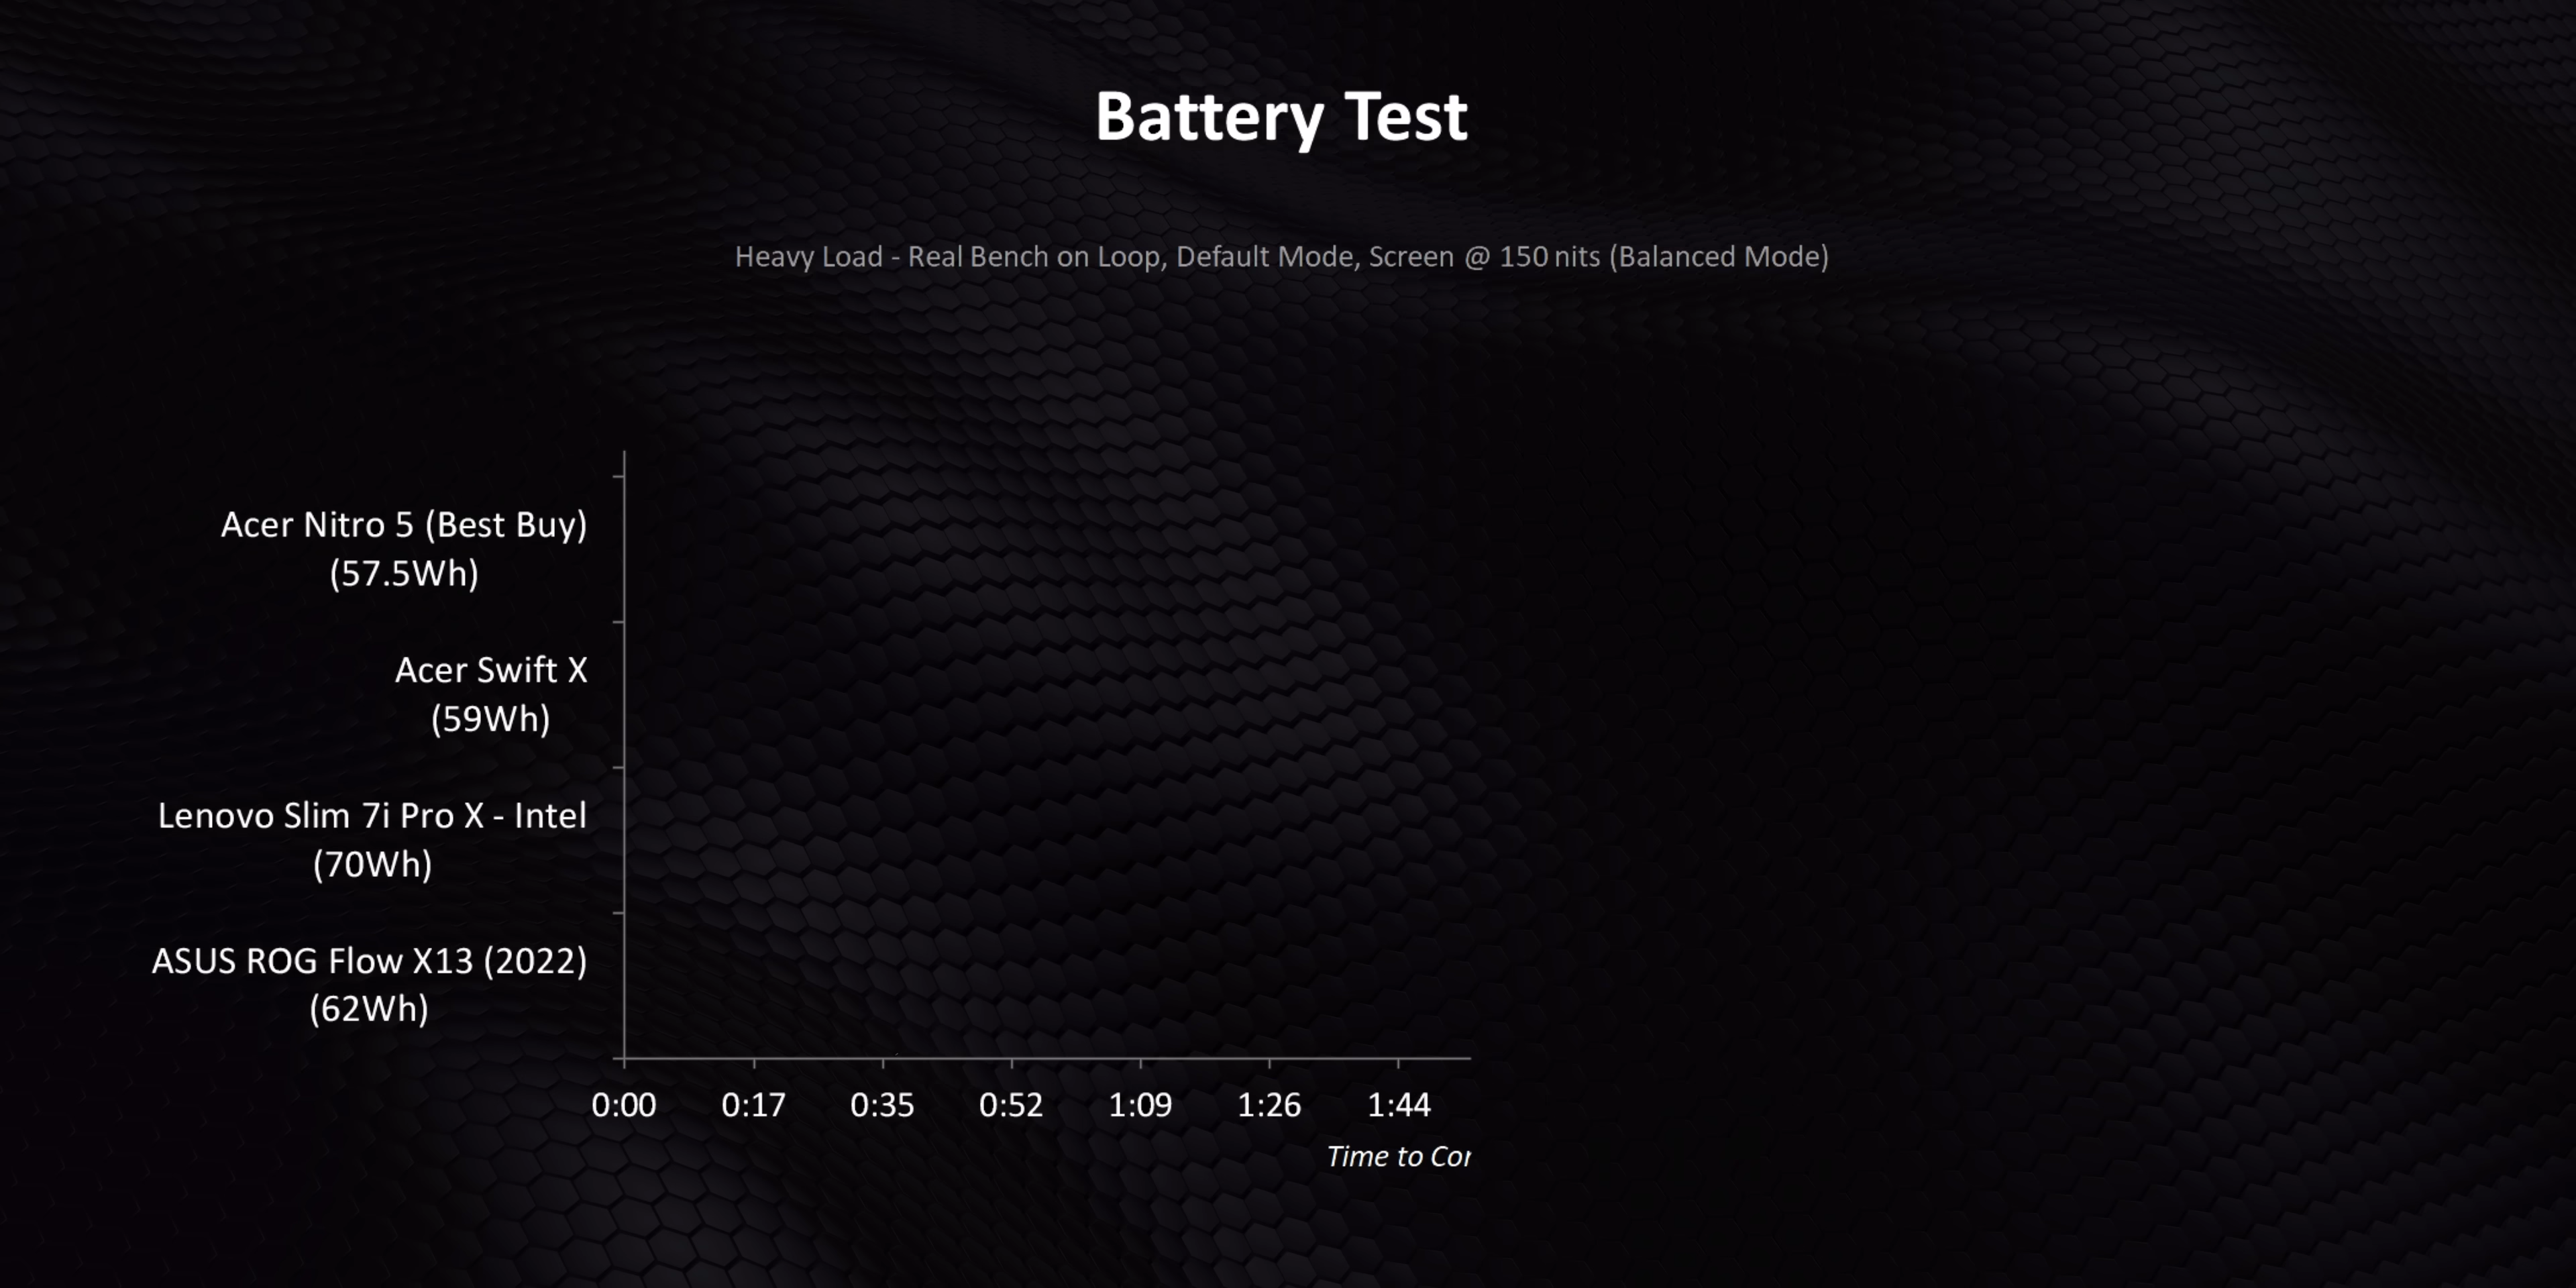 Battery Test
Heavy Load - Real Bench on Loop, Default Mode, Screen @ 150 nits (Balanced Mode)
Acer Nitro 5 (Best Buy)
(57.5Wh)
Acer Swift X
(59Wh)
Lenovo Slim 7i Pro X - Intel
(70Wh)
ASUS ROG Flow X13 (2022)
(62Wh)
0:00 0:17 0:35 0:52 1:09 1:26 1:44
Time to